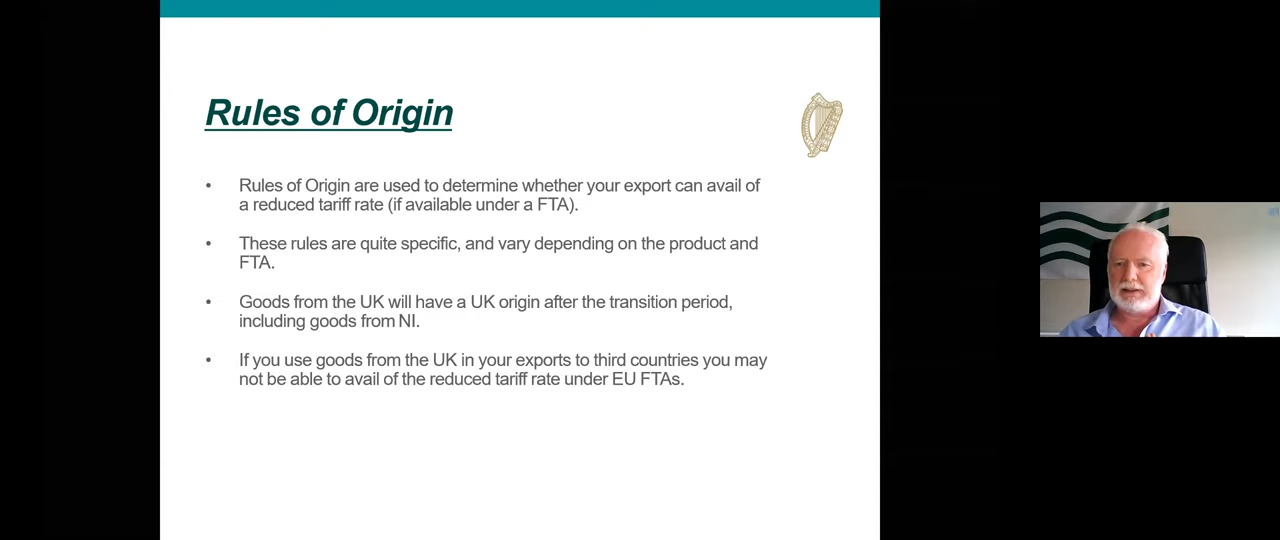 Rules of Origin
• Rules of Origin are used to determine whether your export can avail of
a reduced tariff rate (if available under a FTA).
• These rules are quite specific, and vary depending on the product and
FTA.
• Goods from the UK will have a UK origin after the transition period,
including goods from NI.
• If you use goods from the UK in your exports to third countries you may
not be able to avail of the reduced tariff rate under EU FTAs.